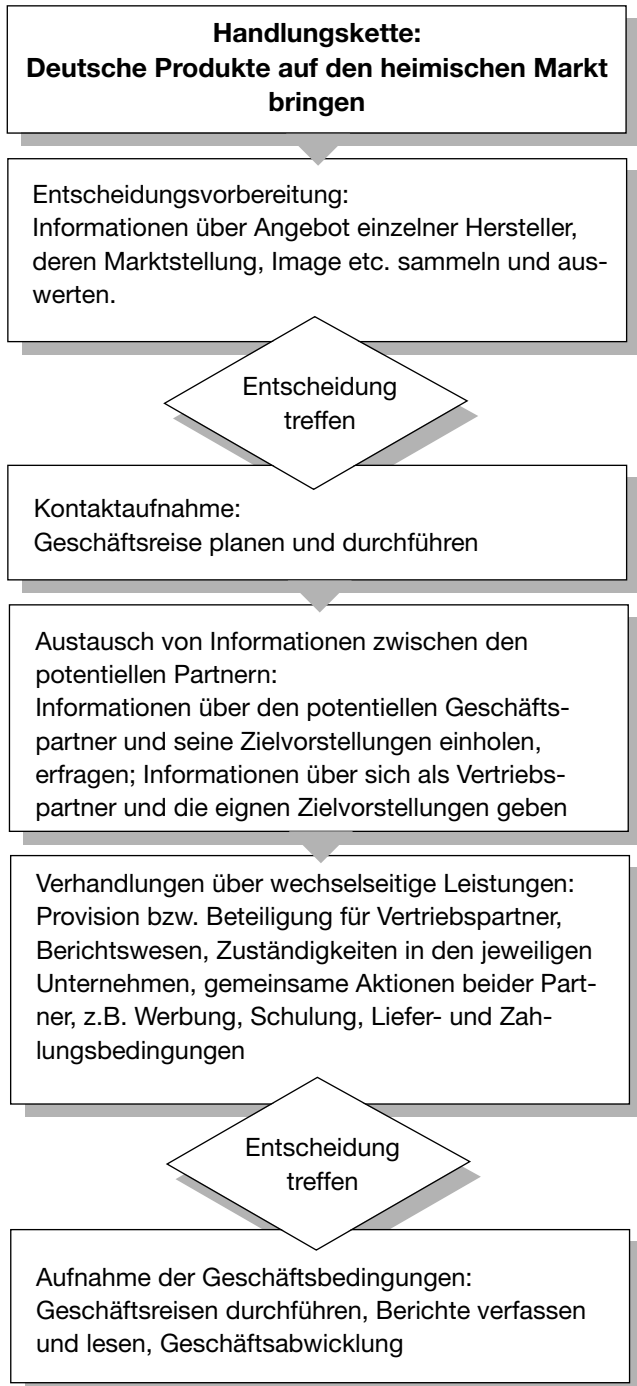 Handlungskette:
Deutsche Produkte auf den heimischen Markt
bringen
Entscheidungsvorbereitung:
Informationen über Angebot einzelner Hersteller,
deren Marktstellung, Image etc. sammeln und aus-
werten.
Entscheidung
treffen
Kontaktaufnahme:
Geschäftsreise planen und durchführen
Austausch von Informationen zwischen den
potentiellen Partnern:
Informationen über den potentiellen Geschäfts-
partner und seine Zielvorstellungen einholen,
erfragen; Informationen über sich als Vertriebs-
partner und die eignen Zielvorstellungen geben
Verhandlungen über wechselseitige Leistungen:
Provision bzw. Beteiligung für Vertriebspartner,
Berichtswesen, Zuständigkeiten in den jeweiligen
Unternehmen, gemeinsame Aktionen beider Part-
ner, z.B. Werbung, Schulung, Liefer- und Zah-
lungsbedingungen
Entscheidung
treffen
Aufnahme der Geschäftsbedingungen:
Geschäftsreisen durchführen, Berichte verfassen
und lesen, Geschäftsabwicklung